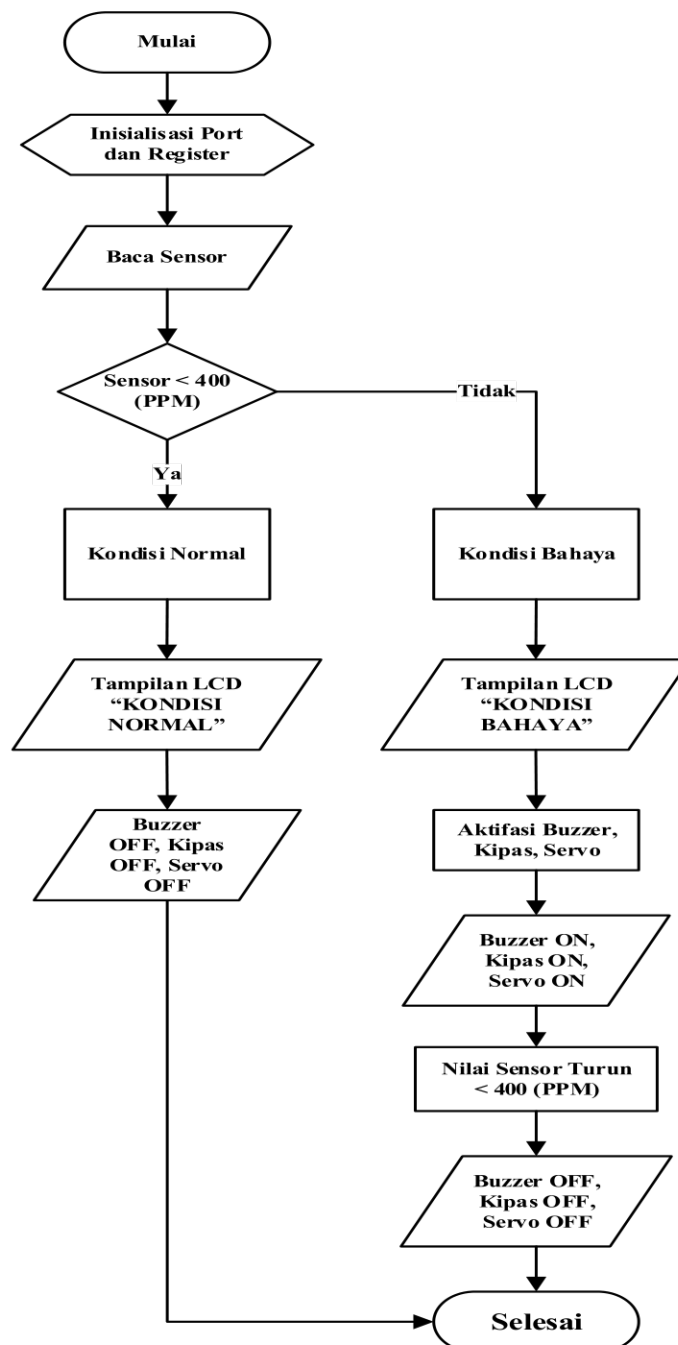 Mulai
Inisialisasi Port
dan Register
Baca Sensor
Sensor < 400
(PPM)
Tidak
Ya
Kondisi Normal
Kondisi Bahaya
Tampilan LCD
“KONDISI
NORMAL”
Tampilan LCD
“KONDISI
BAHAYA”
Buzzer
OFF, Kipas
OFF, Servo
OFF
Aktifasi Buzzer,
Kipas, Servo
Buzzer ON,
Kipas ON,
Servo ON
Nilai Sensor Turun
< 400 (PPM)
Buzzer OFF,
Kipas OFF,
Servo OFF
Selesai